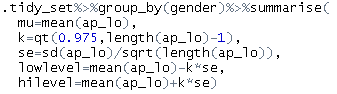 .tidy_set%>%group_by(gender)%>%summarise(
mu=mean(ap_lo),
k=qt(0.975,length(ap_lo)-1),
se=sd(ap_lo)/sqrt(length(ap_lo)),
lowlevel=mean(ap_lo)-k*se,
hilevel=mean(ap_lo)+k*se)